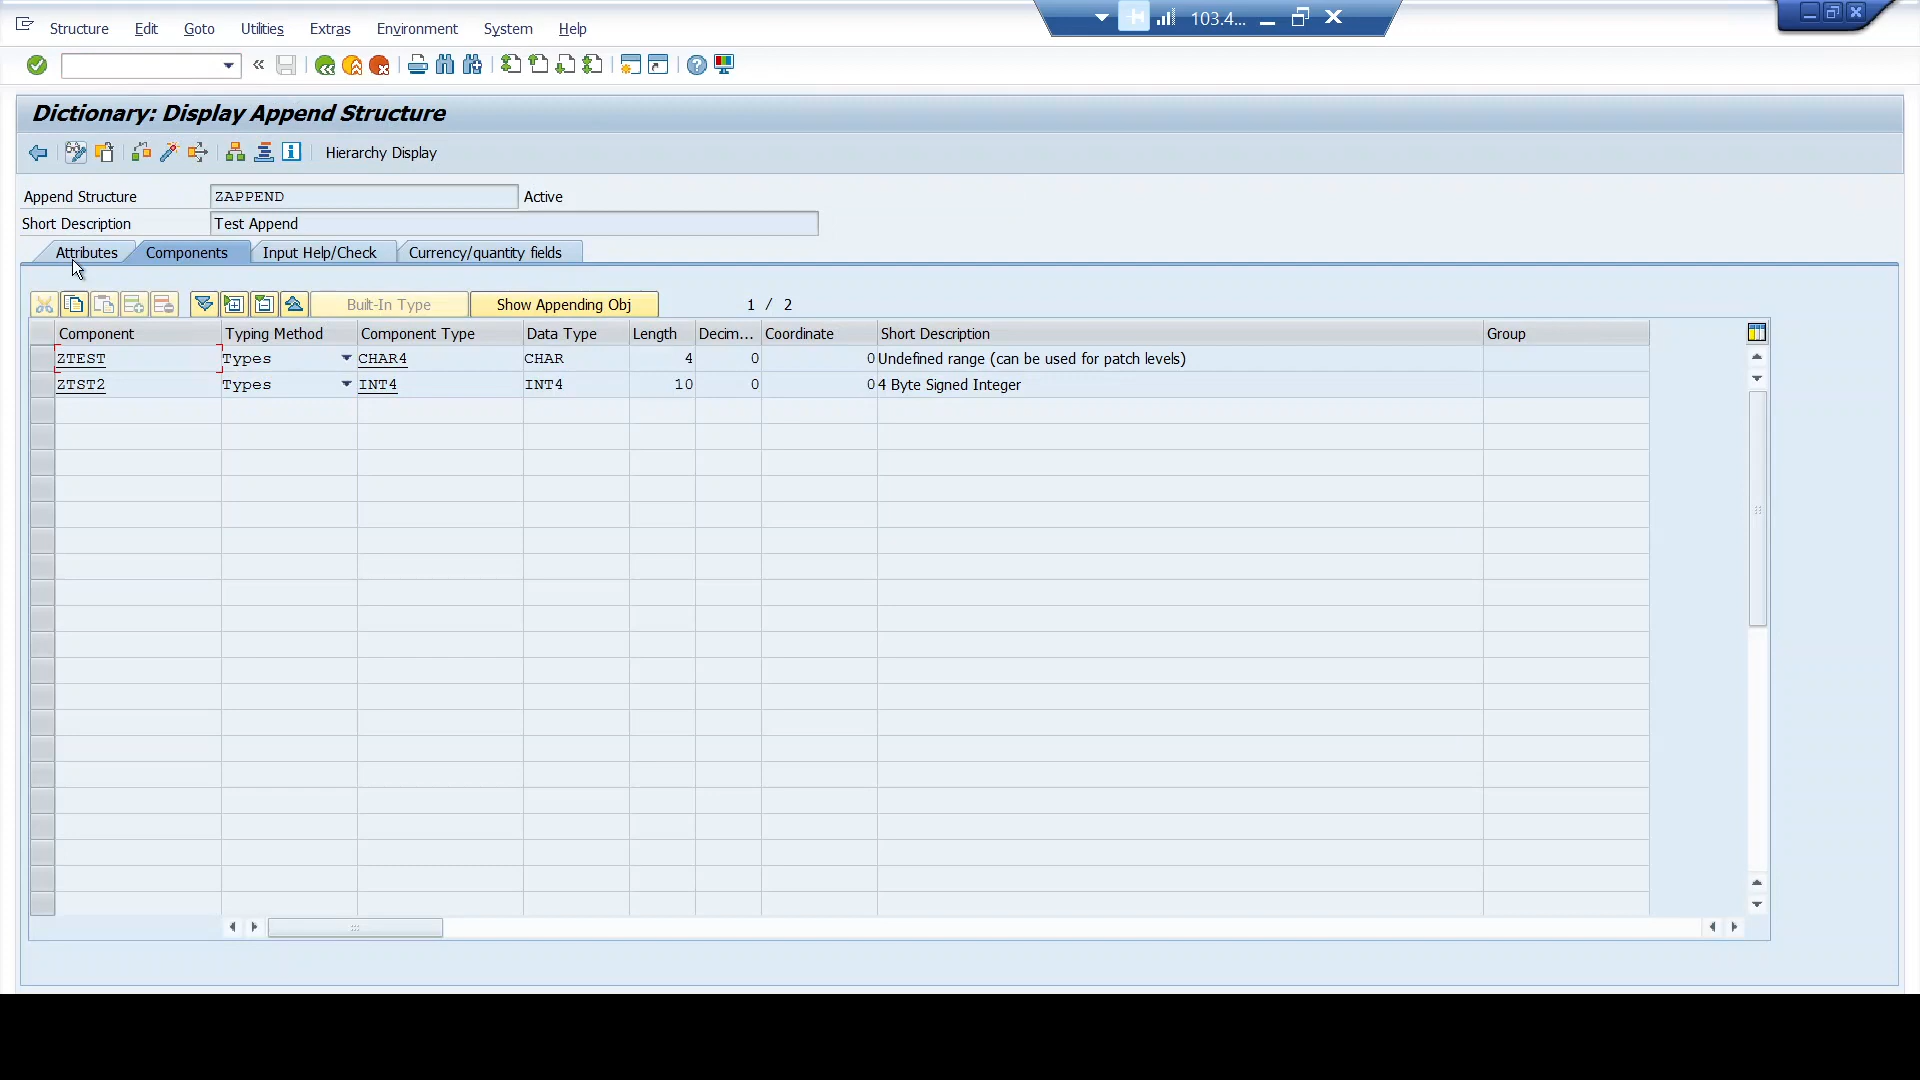 103.4...
Structure Edit Goto Utilities Extras Environment System Help
Dictionary: Display Append Structure
Hierarchy Display
Append Structure ZAPPEND Active
Short Description Test Append
Attributes Components Input Help/Check Currency/quantity fields
Built-In Type Show Appending Obj 1 / 2
Component Typing Method Component Type Data Type Length Decim... Coordinate Short Description Group
ZTEST Types CHAR4 CHAR 4 0 0 Undefined range (can be used for patch levels)
ZTST2 Types INT4 INT4 10 0 0 4 Byte Signed Integer